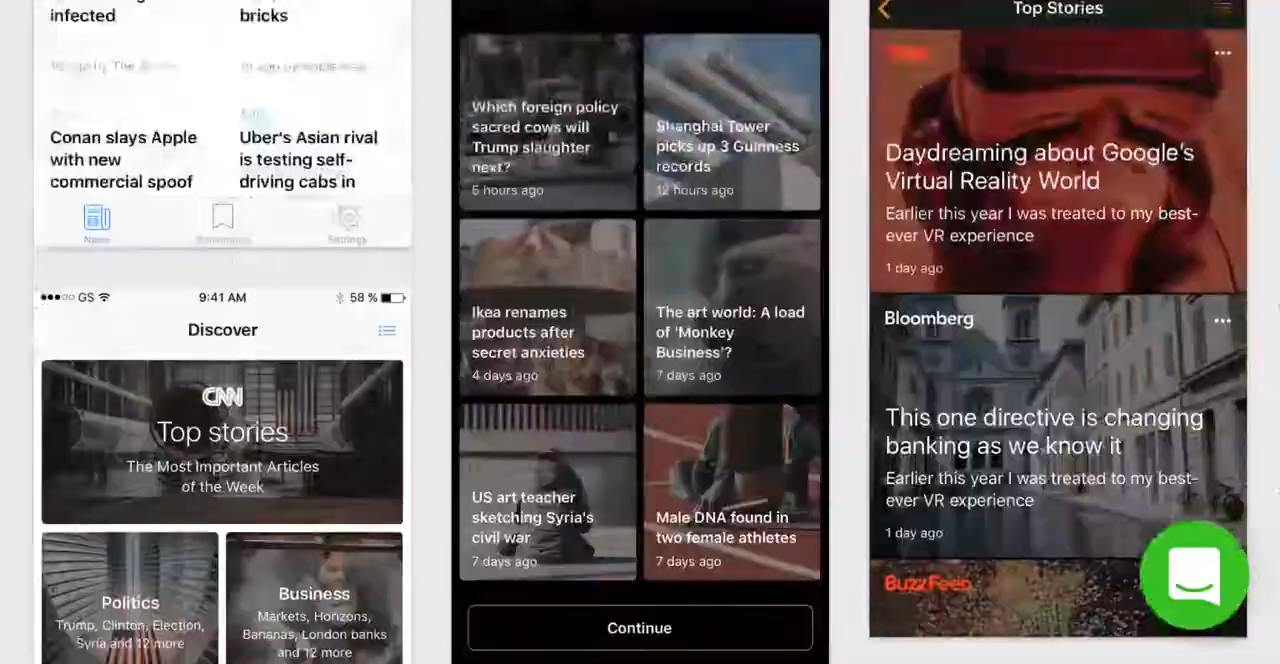 infected
bricks
Conan slays Apple
with new
commercial spoof
Uber's Asian rival
is testing self-
driving cabs in
News
Settings
GS
9:41 AM
58 %
Discover
CNN
Top stories
The Most Important Articles
of the Week
Politics
Trump, Clinton, Election,
Syria and 12 more
Business
Markets, Horizons,
Bananas, London banks
and 12 more
Which foreign policy
sacred cows will
Trump slaughter
next?
5 hours ago
Shanghai Tower
picks up 3 Guinness
records
12 hours ago
Ikea renames
products after
secret anxieties
4 days ago
The art world: A load
of 'Monkey
Business'?
7 days ago
US art teacher
sketching Syria's
civil war
7 days ago
Male DNA found in
two female athletes
7 days ago
Continue
Top Stories
Daydreaming about Google's
Virtual Reality World
Earlier this year I was treated to my best-
ever VR experience
1 day ago
Bloomberg
This one directive is changing
banking as we know it
Earlier this year I was treated to my best-
ever VR experience
1 day ago
BuzzFeed